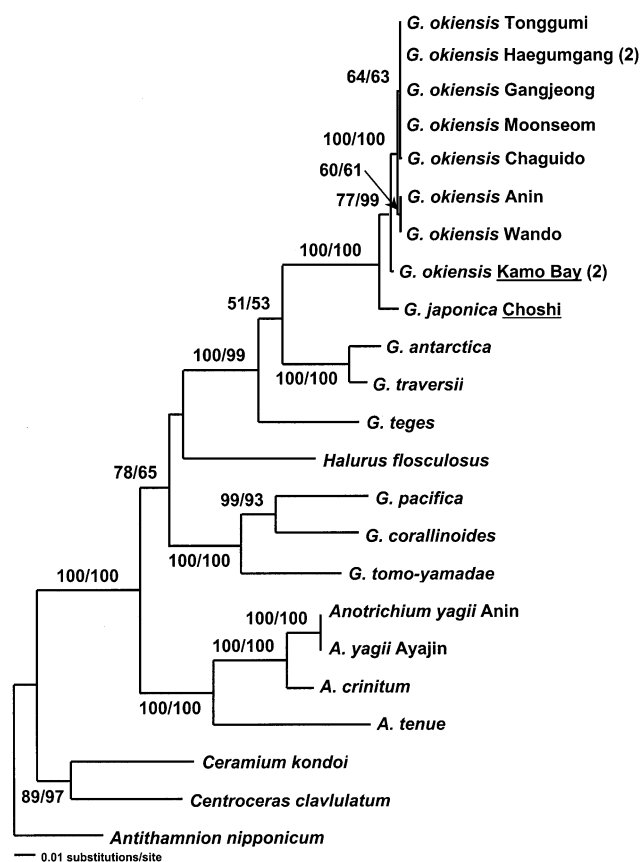 G. okiensis Tonggumi
G. okiensis Haegumgang (2)
64/63
G. okiensis Gangjeong
G. okiensis Moonseom
100/100
G. okiensis Chaguido
60/61
77/99
G. okiensis Anin
G. okiensis Wando
100/100
G. okiensis Kamo Bay (2)
51/53
G. japonica Choshi
G. antarctica
100/99
100/100
G. traversii
G. teges
Halurus flosculosus
78/65
99/93
G. pacifica
G. corallinoides
100/100
G. tomo-yamadae
100/100
100/100
Anotrichium yagii Anin
100/100
A. yagii Ayajin
A. crinitum
100/100
A. tenue
Ceramium kondoi
89/97
Centroceras clavlulatum
Antithamnion nipponicum
0.01 substitutions/site